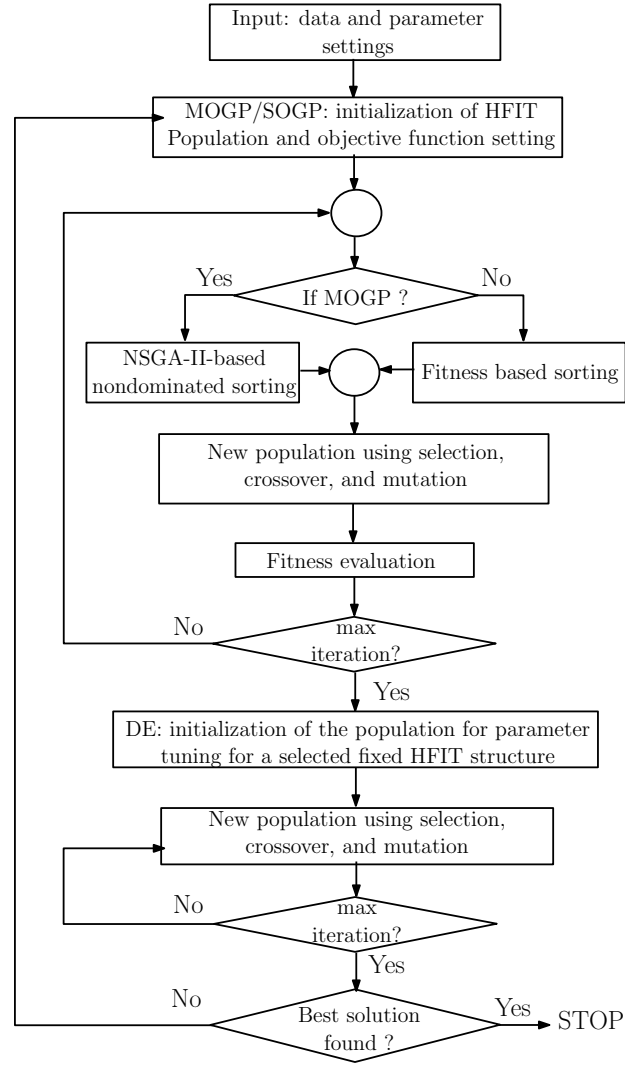 Input: data and parameter
settings
MOGP/SOGP: initialization of HFIT
Population and objective function setting
Yes
No
If MOGP ?
NSGA-II-based
nondominated sorting
Fitness based sorting
New population using selection,
crossover, and mutation
Fitness evaluation
No
max
iteration?
Yes
DE: initialization of the population for parameter
tuning for a selected fixed HFIT structure
New population using selection,
crossover, and mutation
No
max
iteration?
Yes
No
Best solution
found ?
Yes
STOP